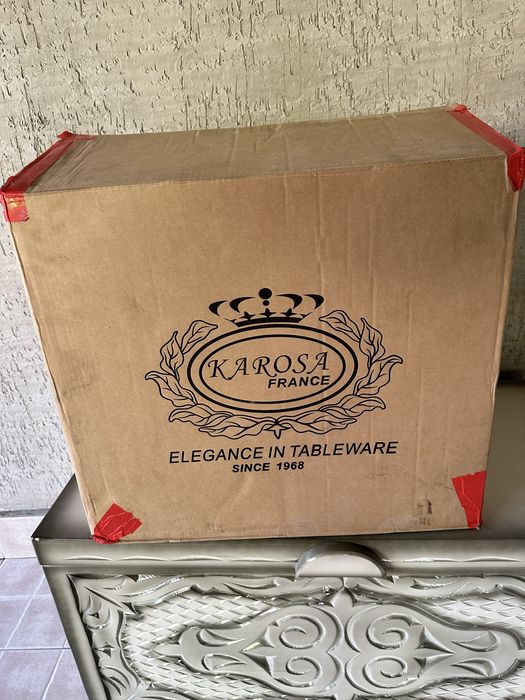 KAROSA
FRANCE
ELEGANCE IN TABLEWARE
SINCE 1968